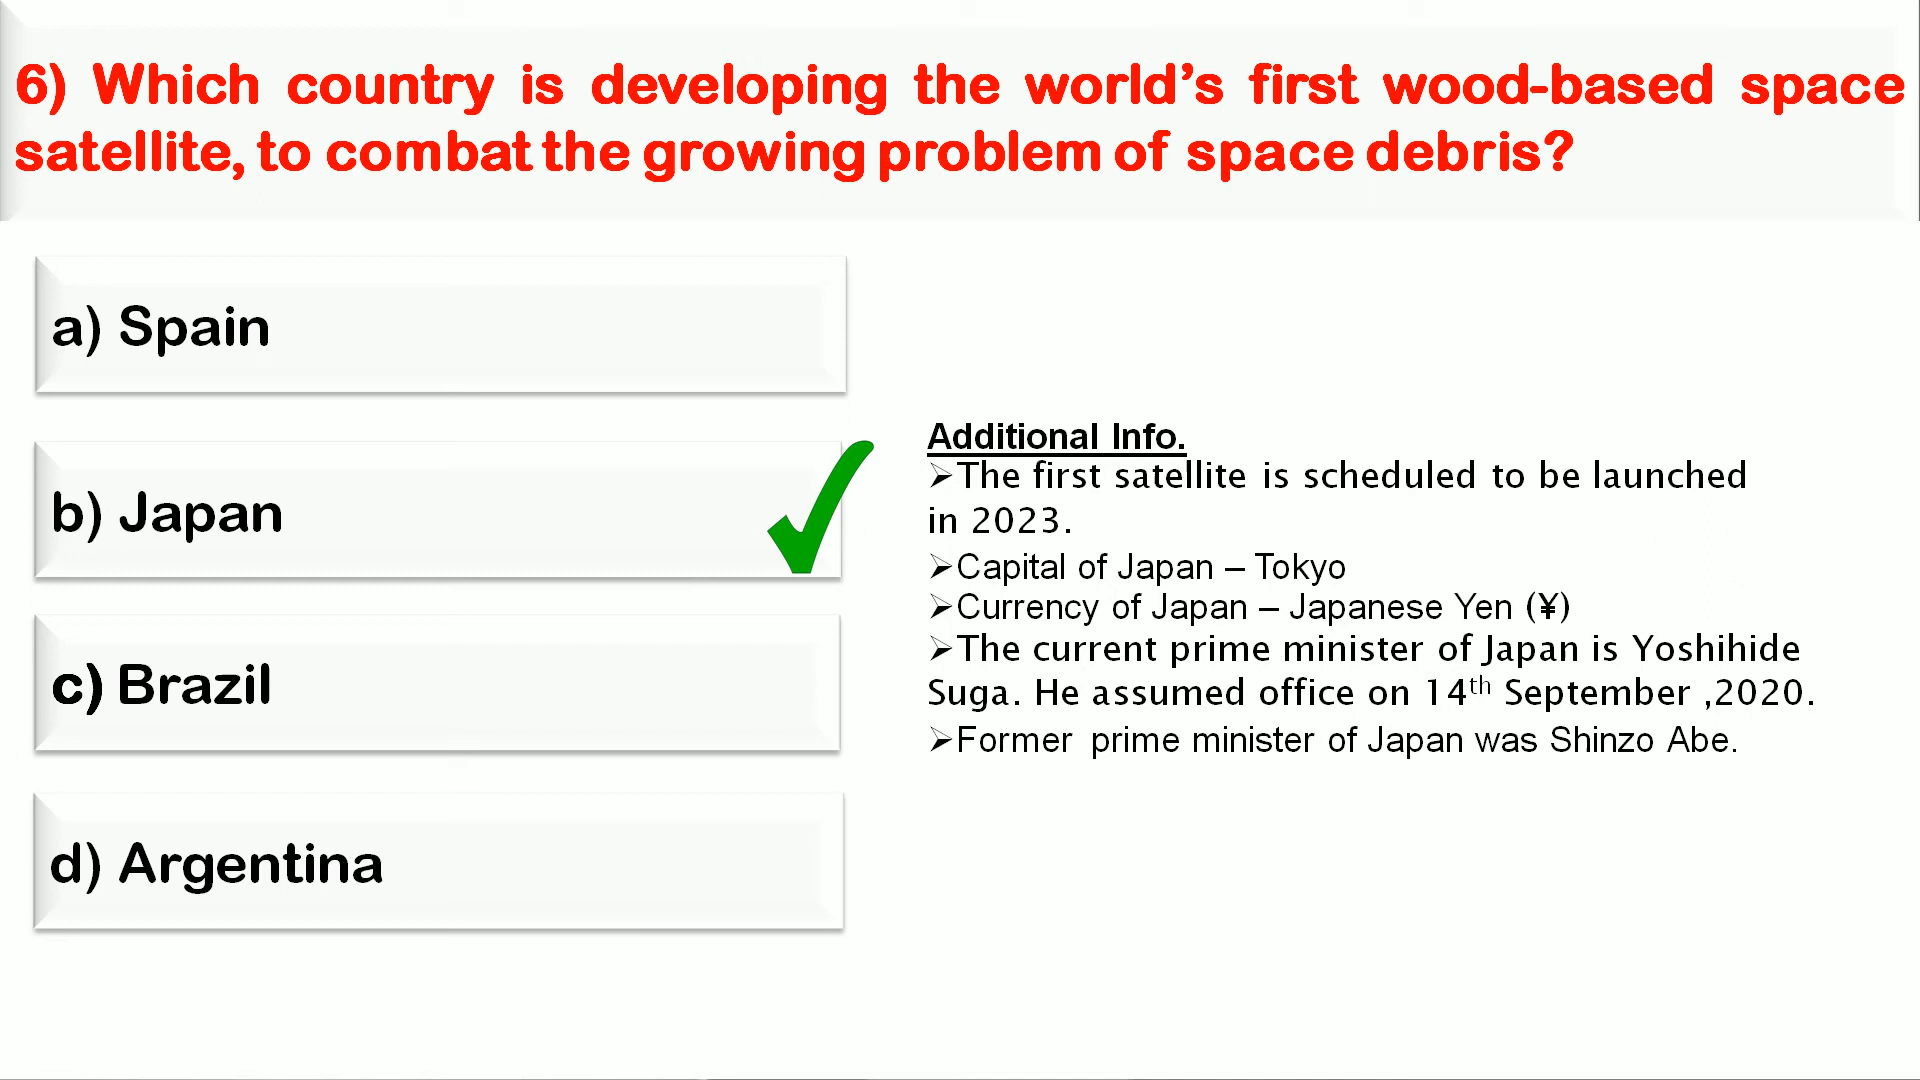 6) Which country is developing the world’s first wood-based space
satellite, to combat the growing problem of space debris?
a) Spain
b) Japan
c) Brazil
d) Argentina
Additional Info.
➢The first satellite is scheduled to be launched
in 2023.
➢Capital of Japan – Tokyo
➢Currency of Japan – Japanese Yen (¥)
➢The current prime minister of Japan is Yoshihide
Suga. He assumed office on 14th September ,2020.
➢Former prime minister of Japan was Shinzo Abe.